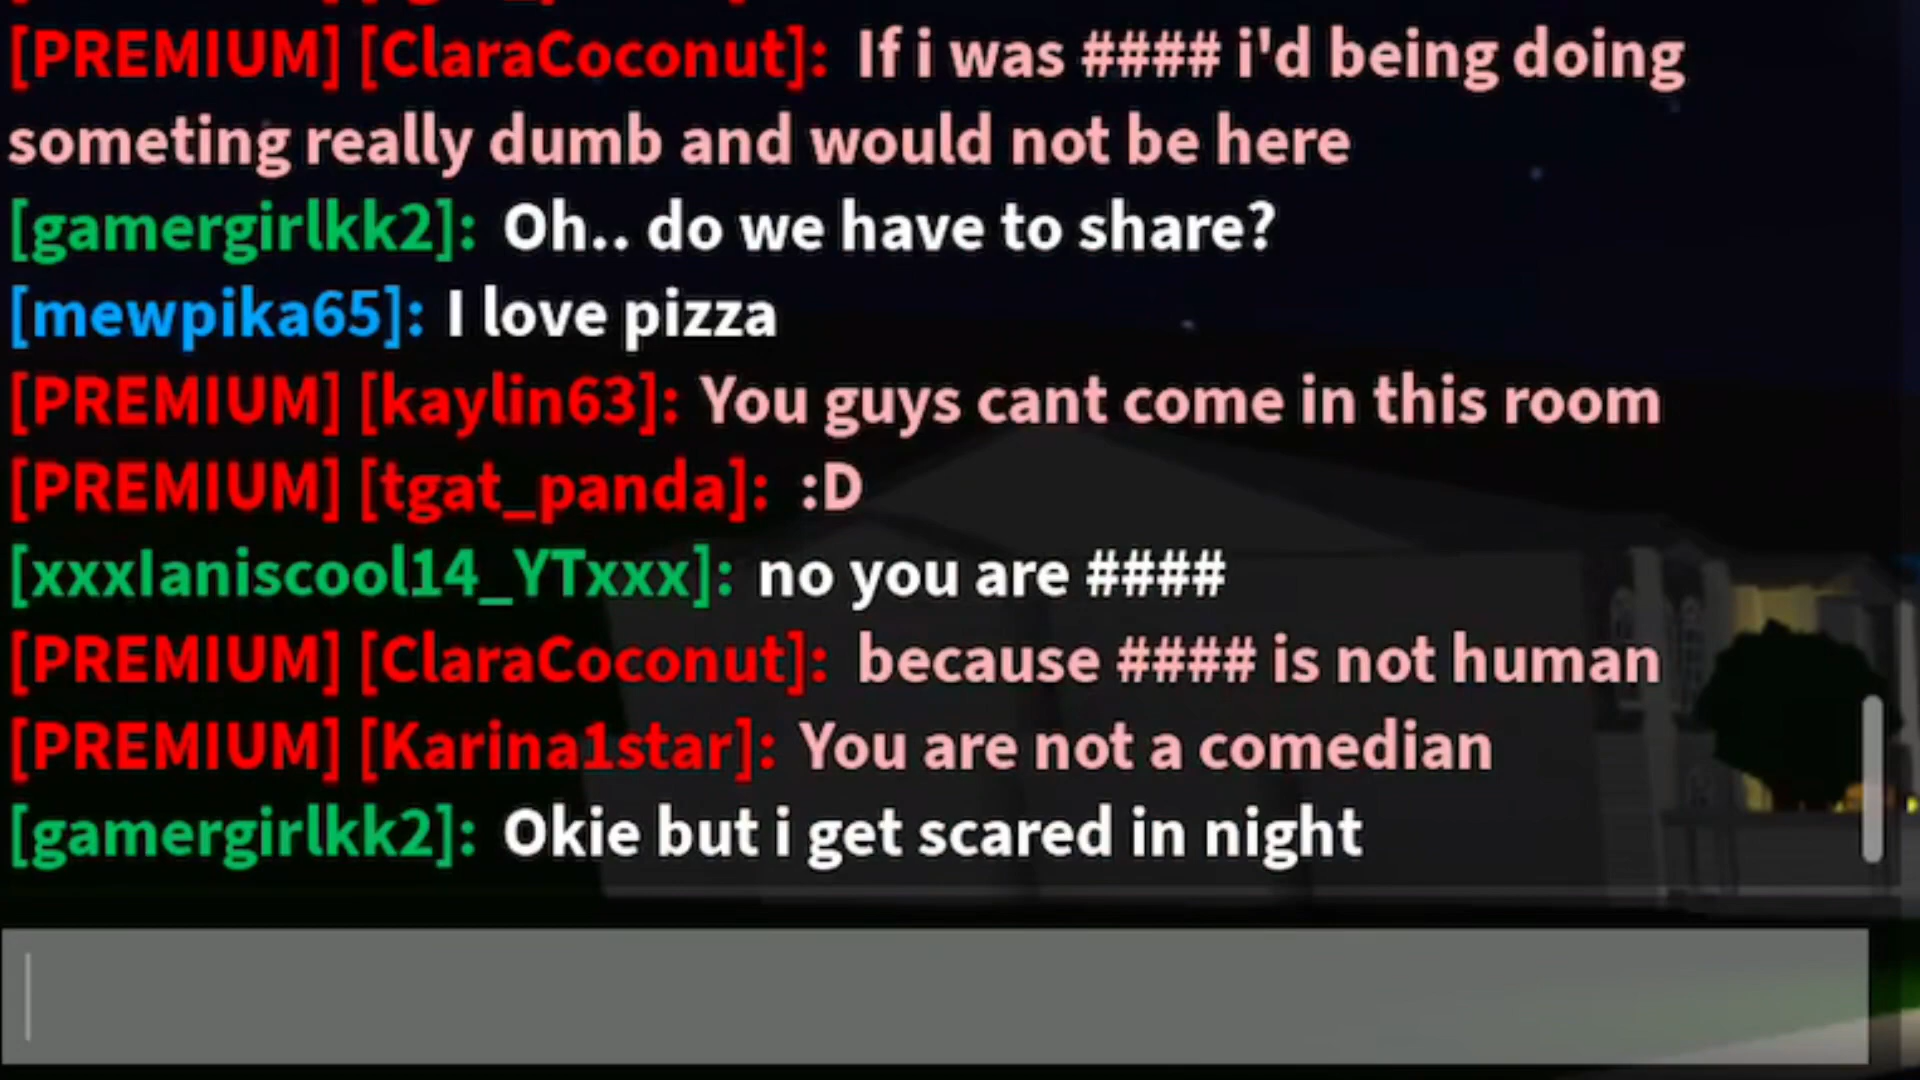 [PREMIUM] [ClaraCoconut]: If i was #### i'd being doing
someting really dumb and would not be here
[gamergirlkk2]: Oh.. do we have to share?
[mewpika65]: I love pizza
[PREMIUM] [kaylin63]: You guys cant come in this room
[PREMIUM] [tgat_panda]: :D
[xxxIaniscool14_YTxxx]: no you are ####
[PREMIUM] [ClaraCoconut]: because #### is not human
[PREMIUM] [Karina1star]: You are not a comedian
[gamergirlkk2]: Okie but i get scared in night